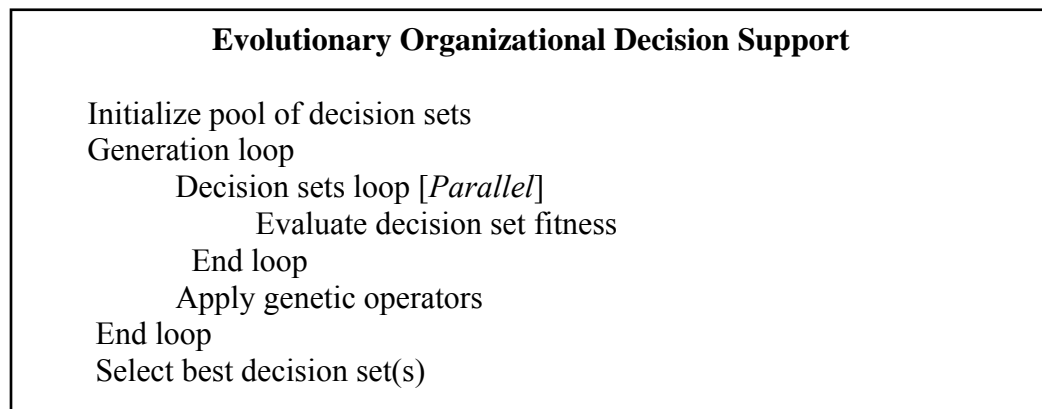 Evolutionary Organizational Decision Support
Initialize pool of decision sets
Generation loop
Decision sets loop [Parallel]
Evaluate decision set fitness
End loop
Apply genetic operators
End loop
Select best decision set(s)